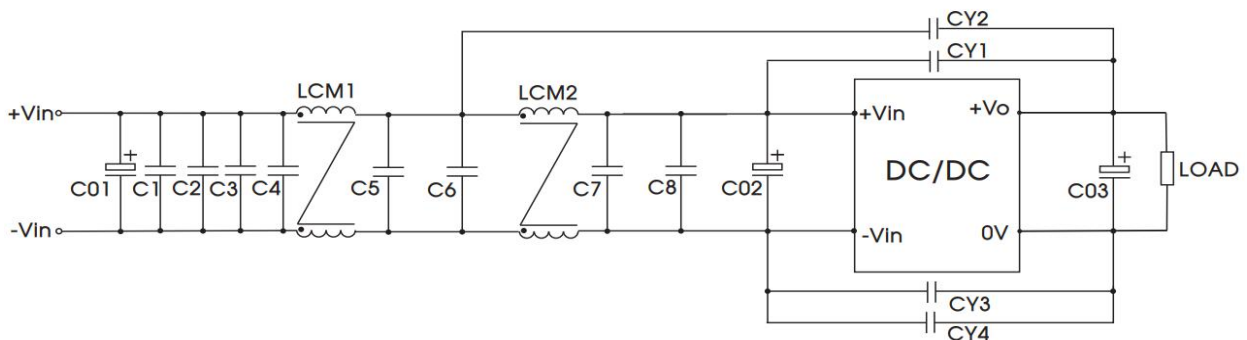 CY2
CY1
LCM1
LCM2
+Vin
+Vin
+Vo
+
+
+
DC/DC
C01
C1
C2
C3
C4
C5
C6
C7
C8
C02
C03
LOAD
-Vin
-Vin
0V
CY3
CY4